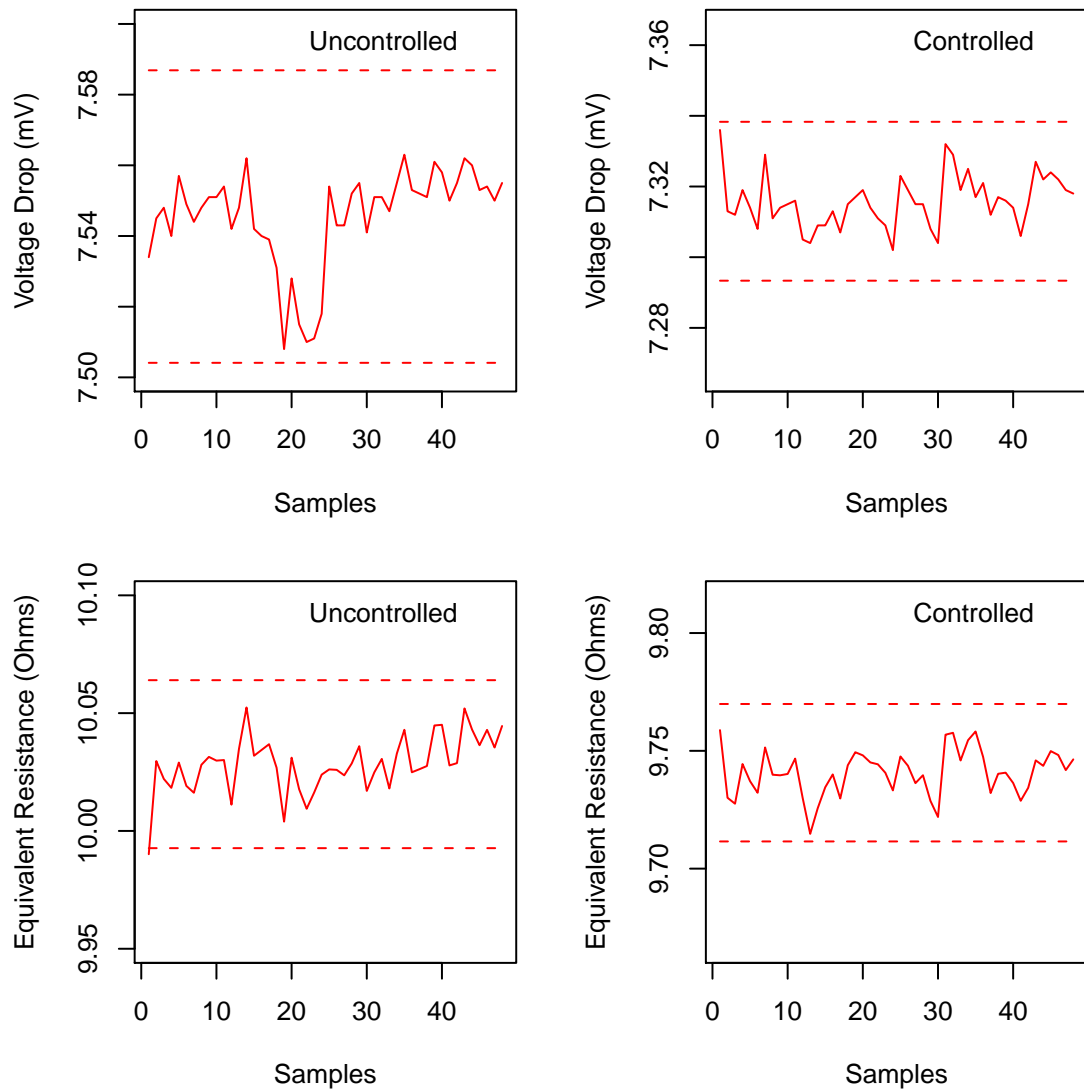 Uncontrolled
Voltage Drop (mV)
7.58
7.54
7.50
0 10 20 30 40
Samples
Controlled
Voltage Drop (mV)
7.36
7.32
7.28
0 10 20 30 40
Samples
Uncontrolled
Equivalent Resistance (Ohms)
10.10
10.05
10.00
9.95
0 10 20 30 40
Samples
Controlled
Equivalent Resistance (Ohms)
9.80
9.75
9.70
0 10 20 30 40
Samples